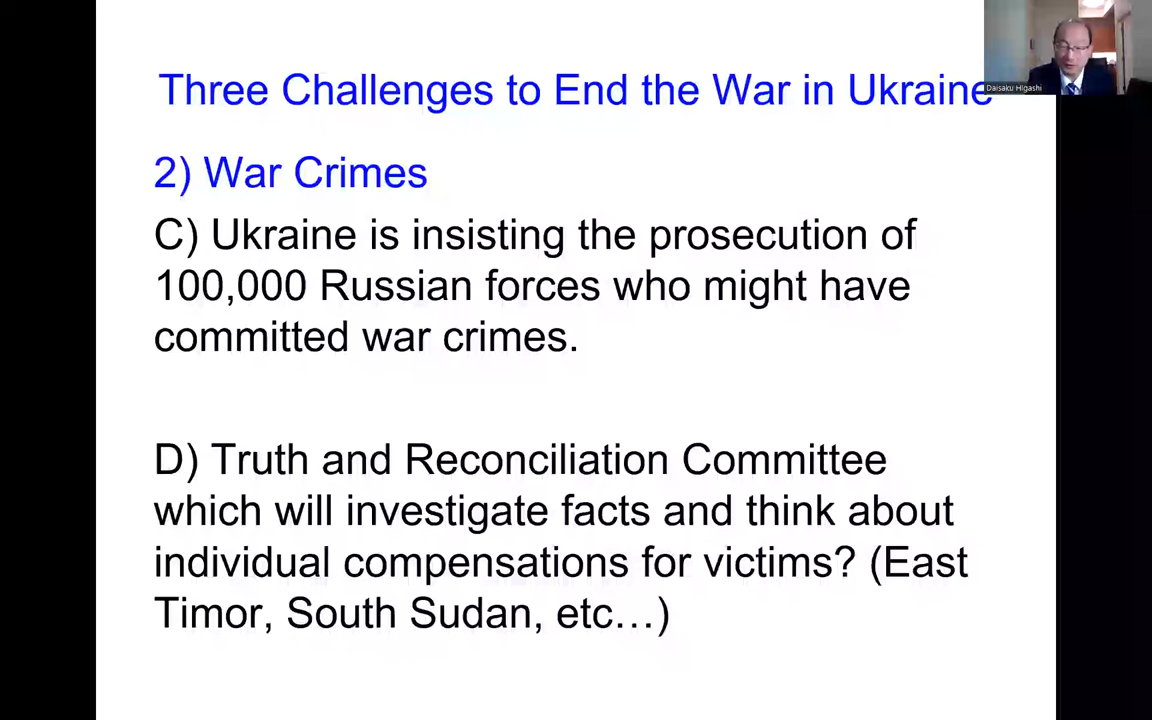 Three Challenges to End the War in Ukraine
Daisaku Higashi
2) War Crimes
C) Ukraine is insisting the prosecution of
100,000 Russian forces who might have
committed war crimes.
D) Truth and Reconciliation Committee
which will investigate facts and think about
individual compensations for victims? (East
Timor, South Sudan, etc…)